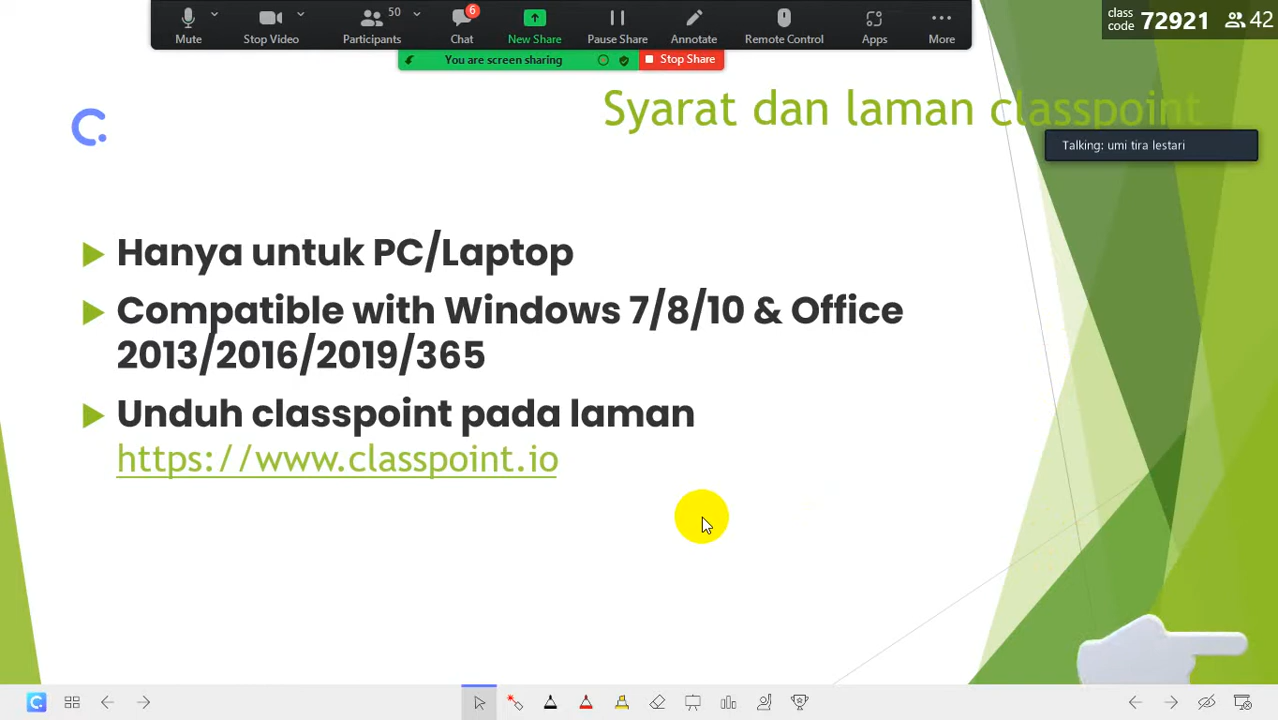 50
6
Mute
Stop Video
Participants
Chat
New Share
Pause Share
Annotate
Remote Control
Apps
More
class code 72921 42
You are screen sharing
Stop Share
Syarat dan laman classpoint
Talking: umi tira lestari
Hanya untuk PC/Laptop
Compatible with Windows 7/8/10 & Office
2013/2016/2019/365
Unduh classpoint pada laman
https://www.classpoint.io